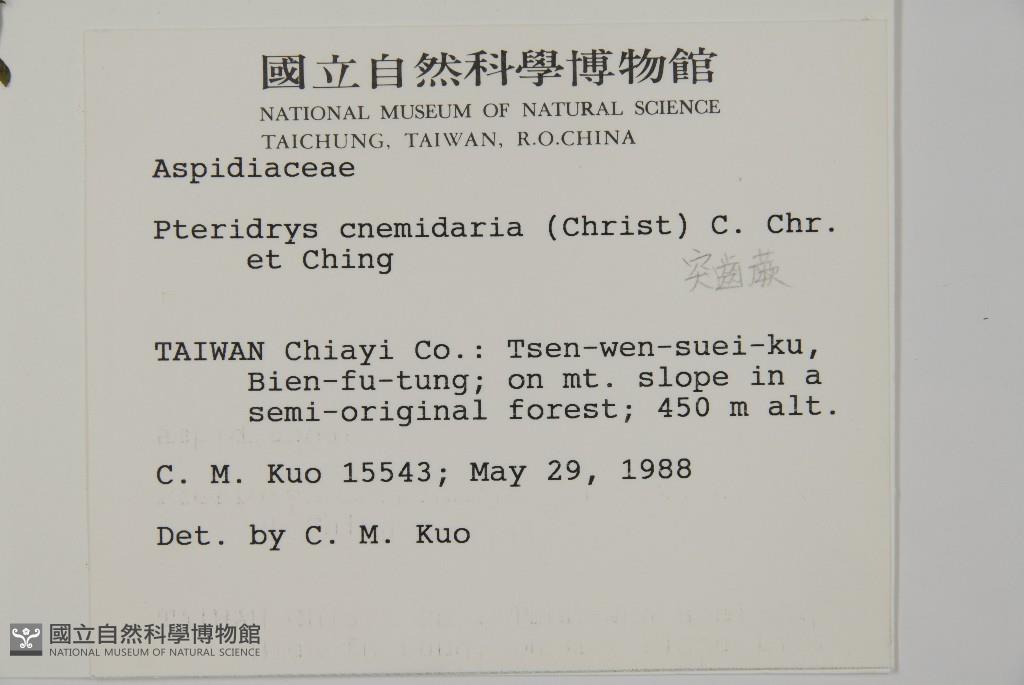 國立自然科學博物館
NATIONAL MUSEUM OF NATURAL SCIENCE
TAICHUNG, TAIWAN, R.O.CHINA
Aspidiaceae
Pteridrys cnemidaria (Christ) C. Chr.
et Ching
突齒蕨
TAIWAN Chiayi Co.: Tsen-wen-suei-ku,
Bien-fu-tung; on mt. slope in a
semi-original forest; 450 m alt.
C. M. Kuo 15543; May 29, 1988
Det. by C. M. Kuo
國立自然科學博物館
NATIONAL MUSEUM OF NATURAL SCIENCE